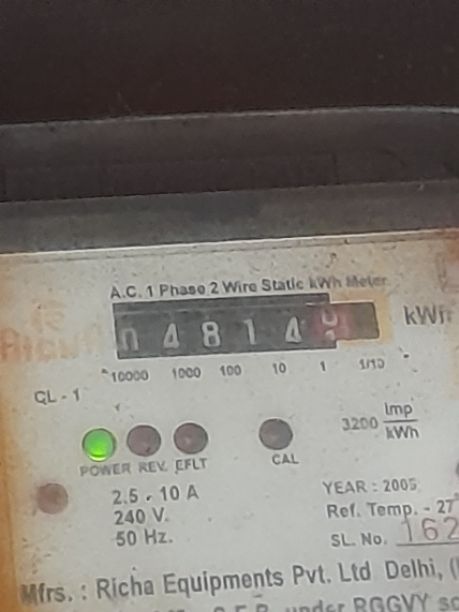 A.C. 1 Phase 2 Wire Static kWh Meter
0 4 8 1 4
kWh
10000 1000 100 10 1 1/10
CL - 1
3200 Imp
kWh
POWER REV. EFLT CAL
2.5 - 10 A
YEAR : 2005
240 V.
Ref. Temp. - 27°
50 Hz.
SL. No. 162
Mfrs. : Richa Equipments Pvt. Ltd Delhi, (
under RGGVY